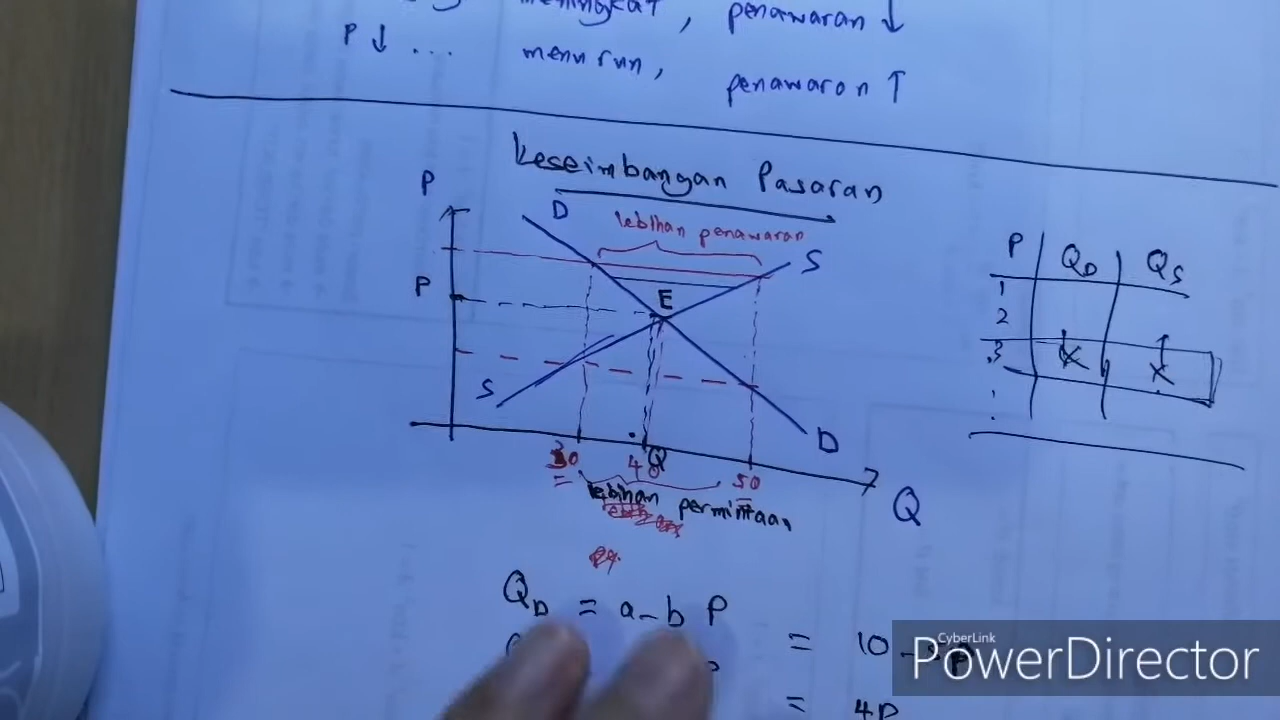 meningkat, penawaran ↓
P ↓ ... menurun, penawaran ↑
Keseimbangan Pasaran
P
D
lebihan penawaran
S
P
E
S
D
30
40
Q
50
Q
lebihan permintaan
P QD QS
1
2
3 x x
QD = a - b P
= 10 -
= 4P
CyberLink
PowerDirector